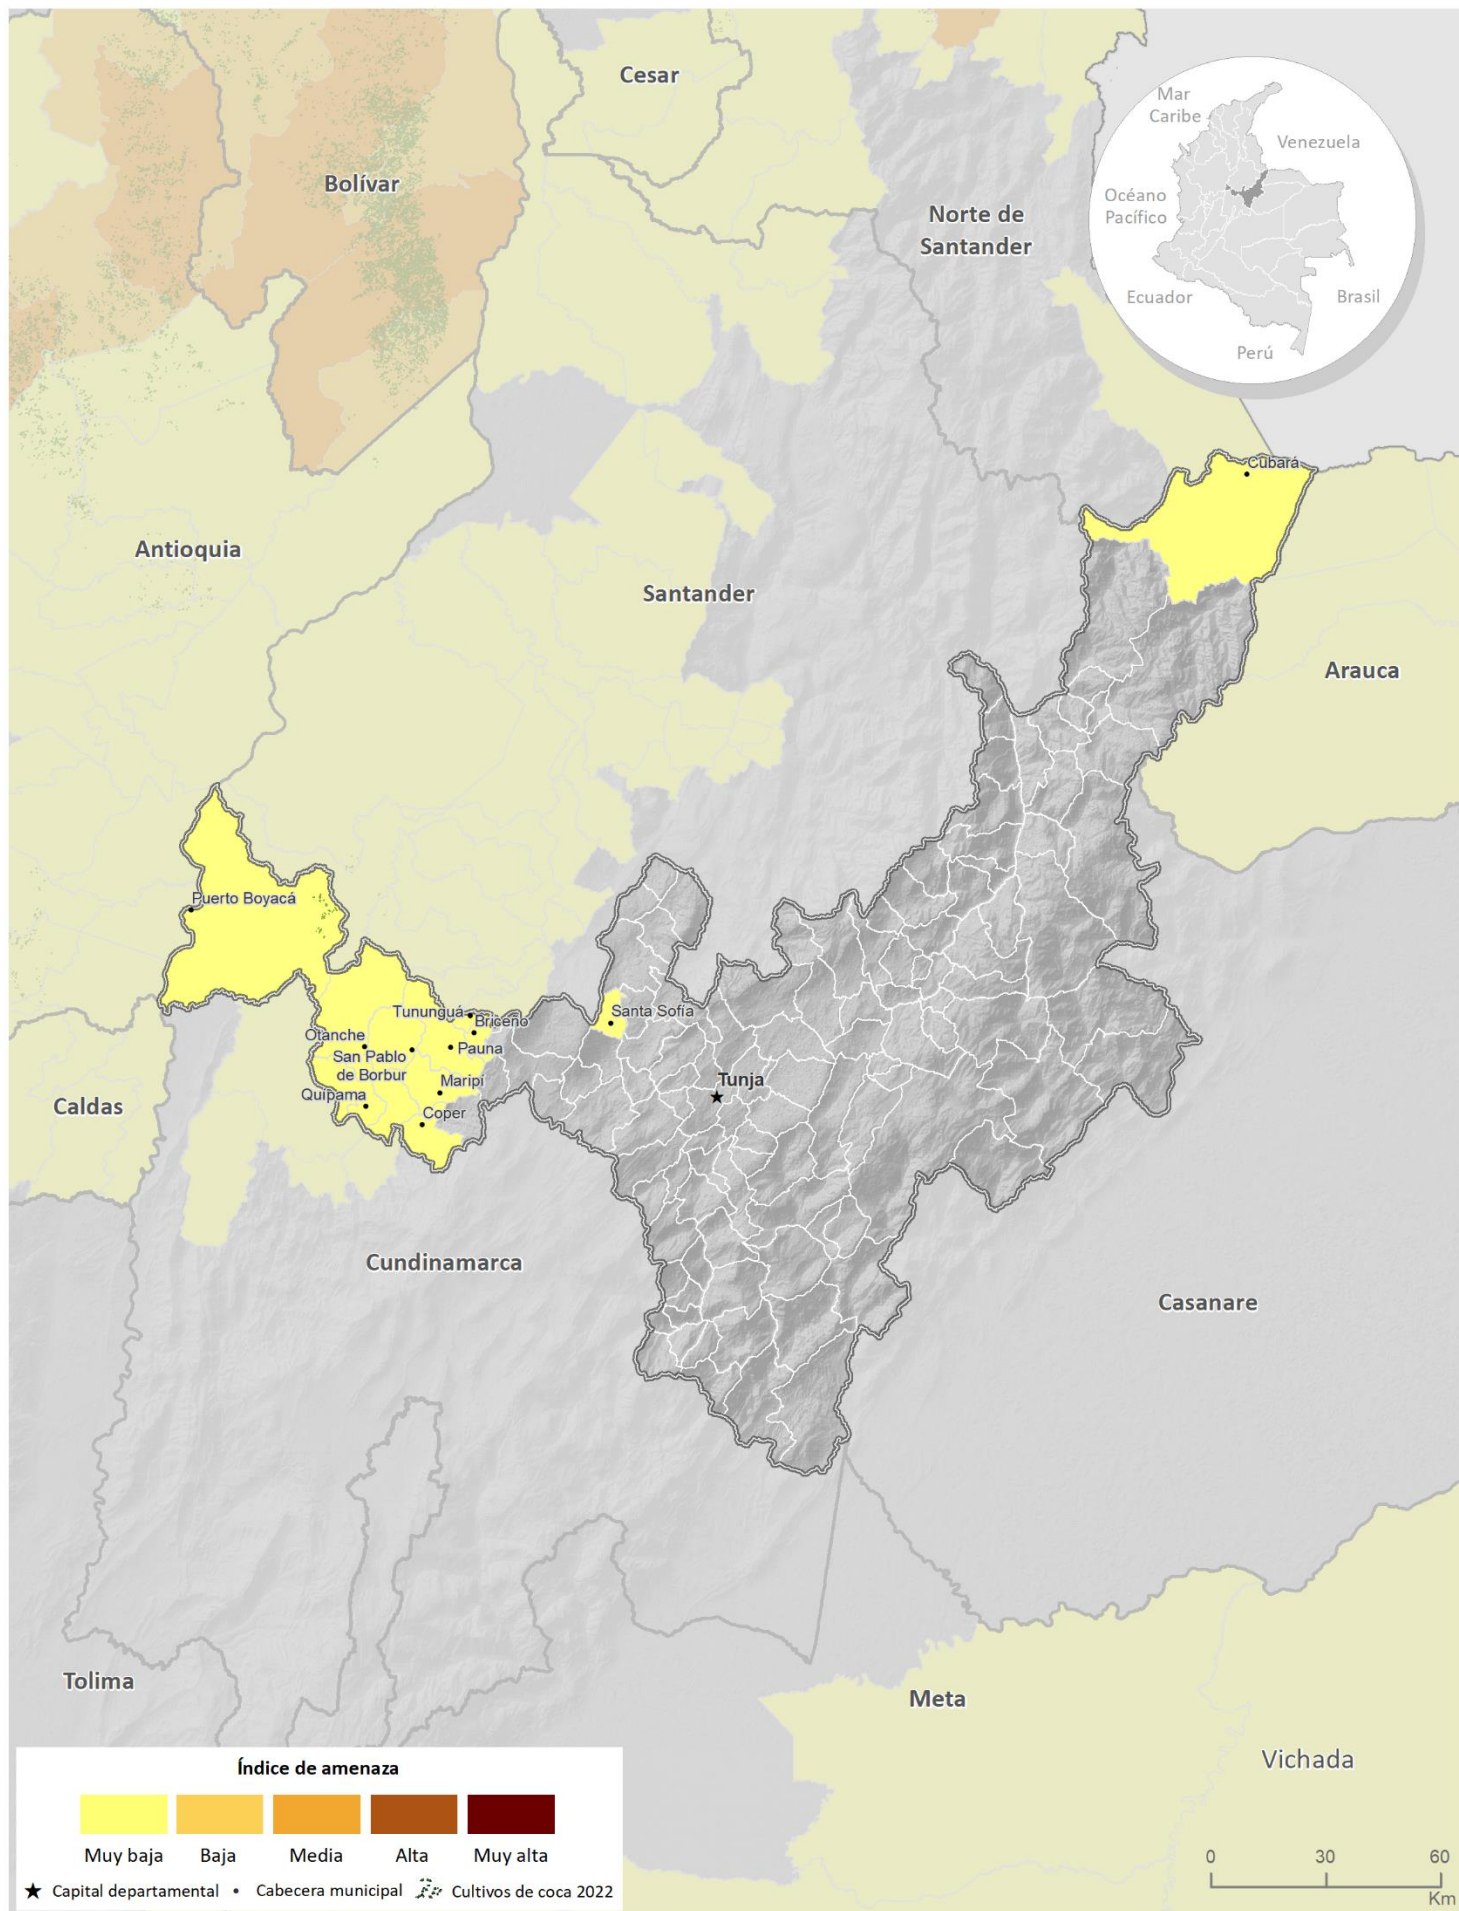 Cesar
Mar
Caribe
Venezuela
Bolívar
Océano
Pacífico
Norte de
Santander
Ecuador
Brasil
Perú
Cubará
Antioquia
Santander
Arauca
Puerto Boyacá
Tununguá
Briceño
Santa Sofía
Otanche
Pauna
San Pablo
de Borbur
Maripí
Tunja
Quípama
Caldas
Coper
Cundinamarca
Casanare
Tolima
Meta
Vichada
Índice de amenaza
Muy baja Baja Media Alta Muy alta
Capital departamental Cabecera municipal Cultivos de coca 2022
0 30 60
Km